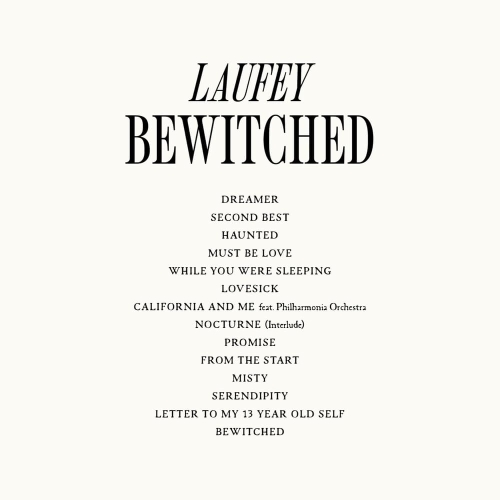 LAUFEY
BEWITCHED
DREAMER
SECOND BEST
HAUNTED
MUST BE LOVE
WHILE YOU WERE SLEEPING
LOVESICK
CALIFORNIA AND ME feat. Philharmonia Orchestra
NOCTURNE (Interlude)
PROMISE
FROM THE START
MISTY
SERENDIPITY
LETTER TO MY 13 YEAR OLD SELF
BEWITCHED